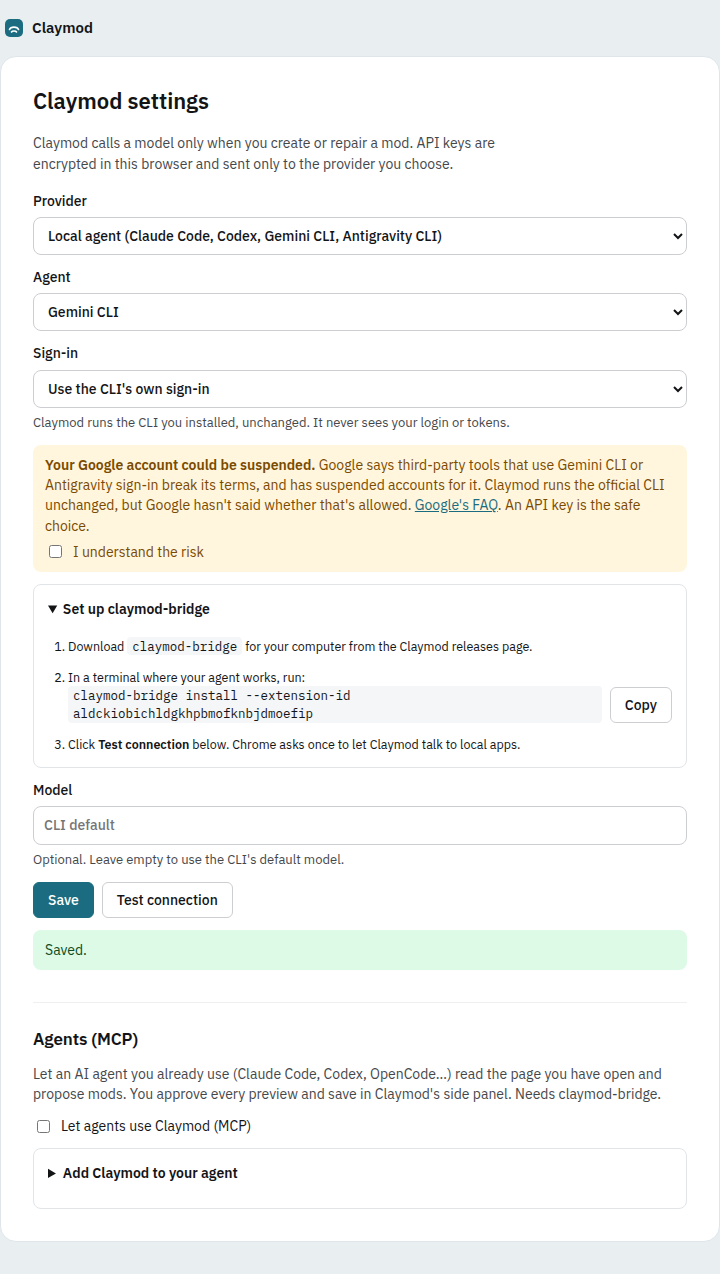 Claymod
Claymod settings
Claymod calls a model only when you create or repair a mod. API keys are
encrypted in this browser and sent only to the provider you choose.
Provider
Local agent (Claude Code, Codex, Gemini CLI, Antigravity CLI)
Agent
Gemini CLI
Sign-in
Use the CLI's own sign-in
Claymod runs the CLI you installed, unchanged. It never sees your login or tokens.
Your Google account could be suspended. Google says third-party tools that use Gemini CLI or
Antigravity sign-in break its terms, and has suspended accounts for it. Claymod runs the official CLI
unchanged, but Google hasn't said whether that's allowed. Google's FAQ. An API key is the safe
choice.
I understand the risk
Set up claymod-bridge
1. Download claymod-bridge for your computer from the Claymod releases page.
2. In a terminal where your agent works, run:
claymod-bridge install --extension-id
aldckiobichldgkhpbmofknbjdmoefip
Copy
3. Click Test connection below. Chrome asks once to let Claymod talk to local apps.
Model
CLI default
Optional. Leave empty to use the CLI's default model.
Save
Test connection
Saved.
Agents (MCP)
Let an AI agent you already use (Claude Code, Codex, OpenCode…) read the page you have open and
propose mods. You approve every preview and save in Claymod's side panel. Needs claymod-bridge.
Let agents use Claymod (MCP)
Add Claymod to your agent